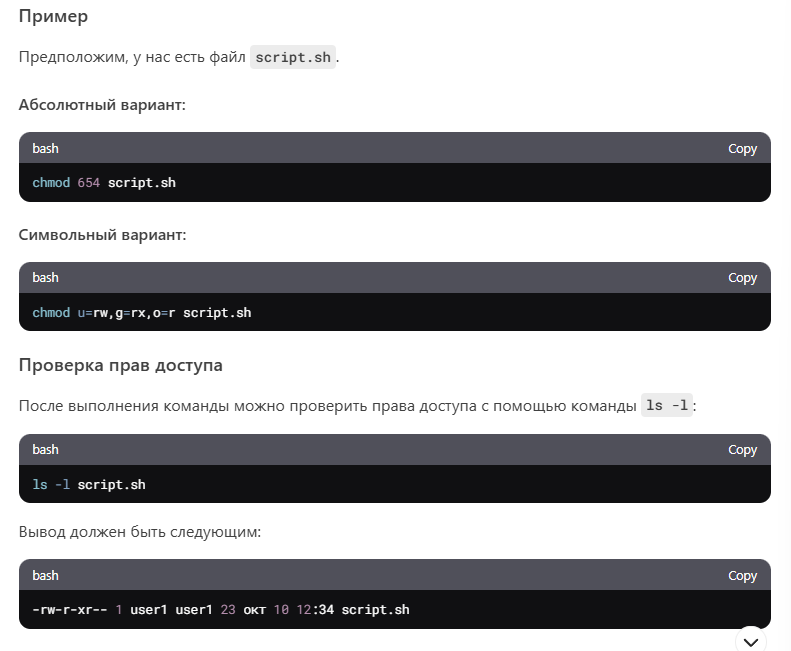 Пример
Предположим, у нас есть файл script.sh.
Абсолютный вариант:
bash Copy
chmod 654 script.sh
Символьный вариант:
bash Copy
chmod u=rw,g=rx,o=r script.sh
Проверка прав доступа
После выполнения команды можно проверить права доступа с помощью команды ls -l:
bash Copy
ls -l script.sh
Вывод должен быть следующим:
bash Copy
-rw-r-xr-- 1 user1 user1 23 окт 10 12:34 script.sh